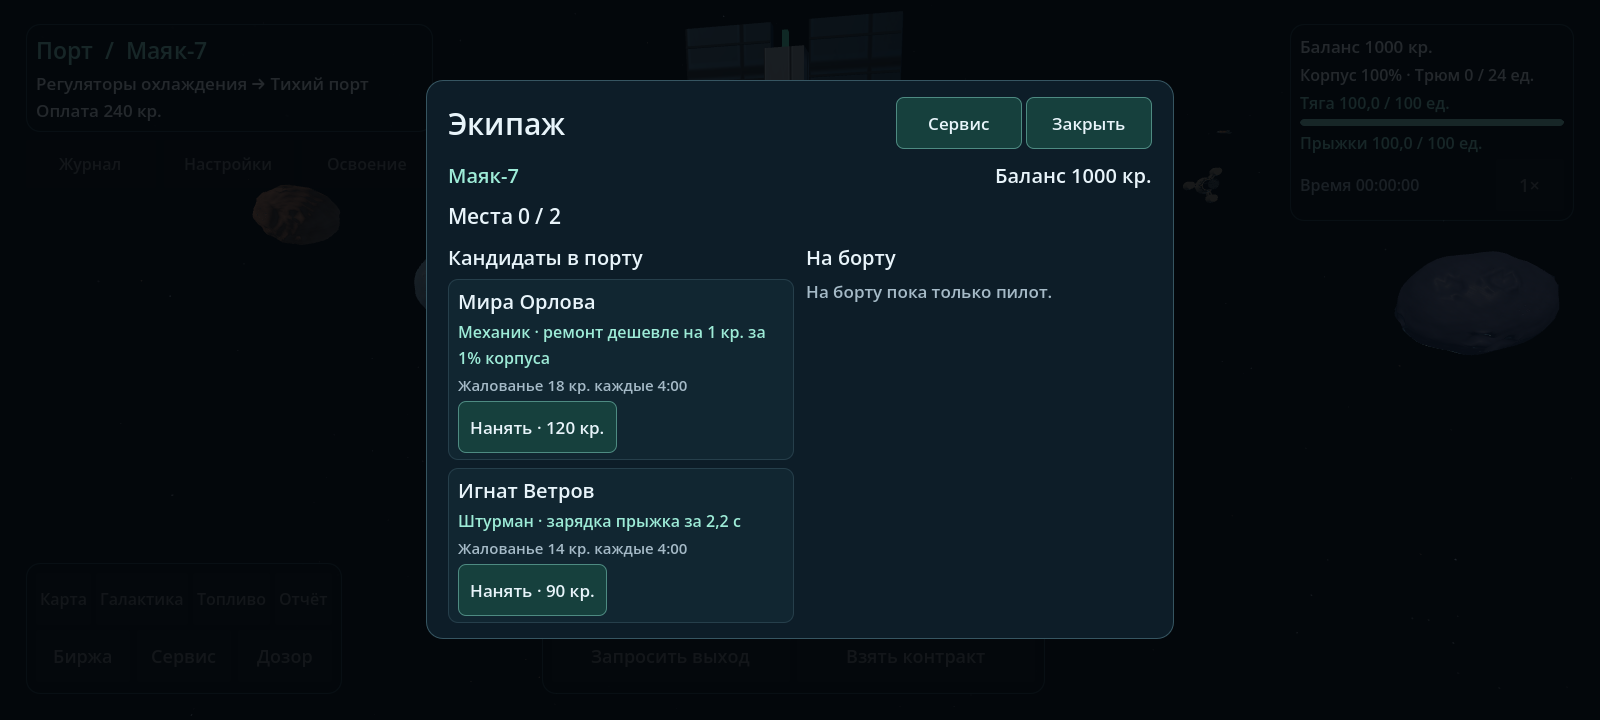 Порт / Маяк-7
Регуляторы охлаждения → Тихий порт
Оплата 240 кр.
Журнал
Настройки
Освоение
Баланс 1000 кр.
Корпус 100% · Трюм 0 / 24 ед.
Тяга 100,0 / 100 ед.
Прыжки 100,0 / 100 ед.
Время 00:00:00
1×
Экипаж
Сервис
Закрыть
Маяк-7
Баланс 1000 кр.
Места 0 / 2
Кандидаты в порту
Мира Орлова
Механик · ремонт дешевле на 1 кр. за
1% корпуса
Жалованье 18 кр. каждые 4:00
Нанять · 120 кр.
Игнат Ветров
Штурман · зарядка прыжка за 2,2 с
Жалованье 14 кр. каждые 4:00
Нанять · 90 кр.
На борту
На борту пока только пилот.
Карта
Галактика
Топливо
Отчёт
Биржа
Сервис
Дозор
Запросить выход
Взять контракт